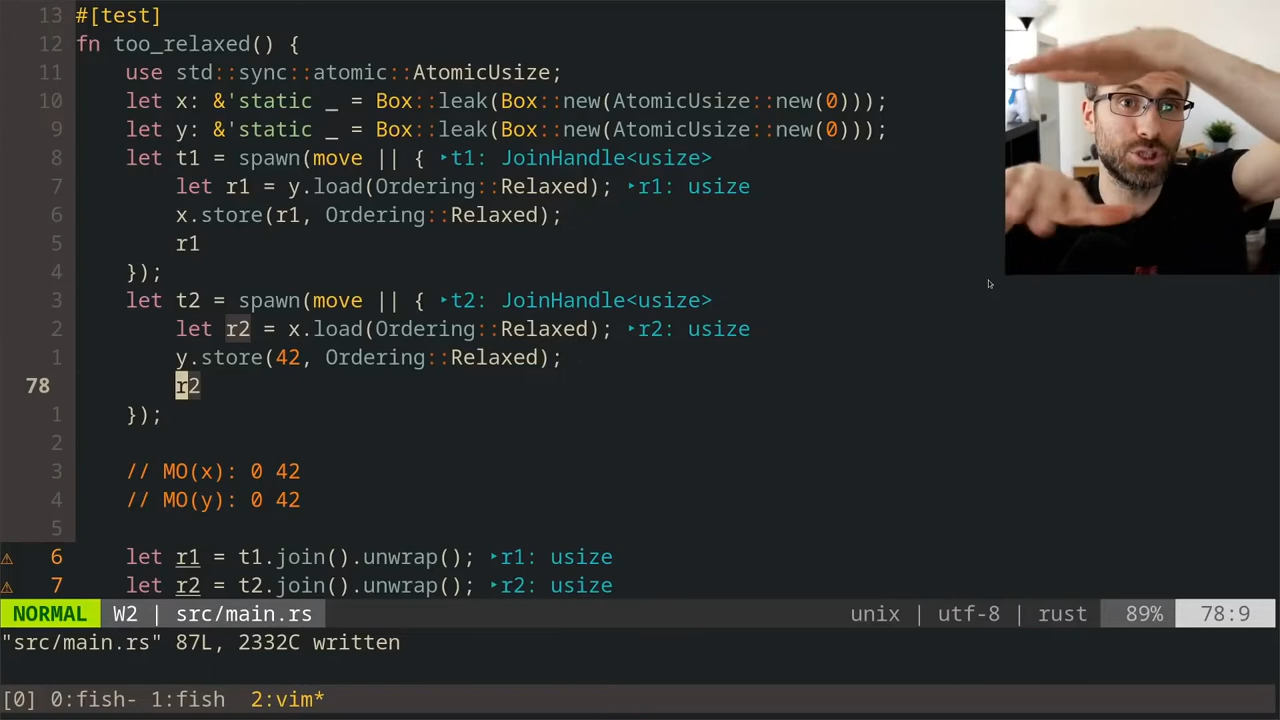 13 #[test]
12 fn too_relaxed() {
11 use std::sync::atomic::AtomicUsize;
10 let x: &'static _ = Box::leak(Box::new(AtomicUsize::new(0)));
9 let y: &'static _ = Box::leak(Box::new(AtomicUsize::new(0)));
8 let t1 = spawn(move || { ‣t1: JoinHandle<usize>
7 let r1 = y.load(Ordering::Relaxed); ‣r1: usize
6 x.store(r1, Ordering::Relaxed);
5 r1
4 });
3 let t2 = spawn(move || { ‣t2: JoinHandle<usize>
2 let r2 = x.load(Ordering::Relaxed); ‣r2: usize
1 y.store(42, Ordering::Relaxed);
78 r2
1 });
2
3 // MO(x): 0 42
4 // MO(y): 0 42
5
⚠ 6 let r1 = t1.join().unwrap(); ‣r1: usize
⚠ 7 let r2 = t2.join().unwrap(); ‣r2: usize
NORMAL W2 | src/main.rs unix | utf-8 | rust 89% 78:9
"src/main.rs" 87L, 2332C written
[0] 0:fish- 1:fish 2:vim*